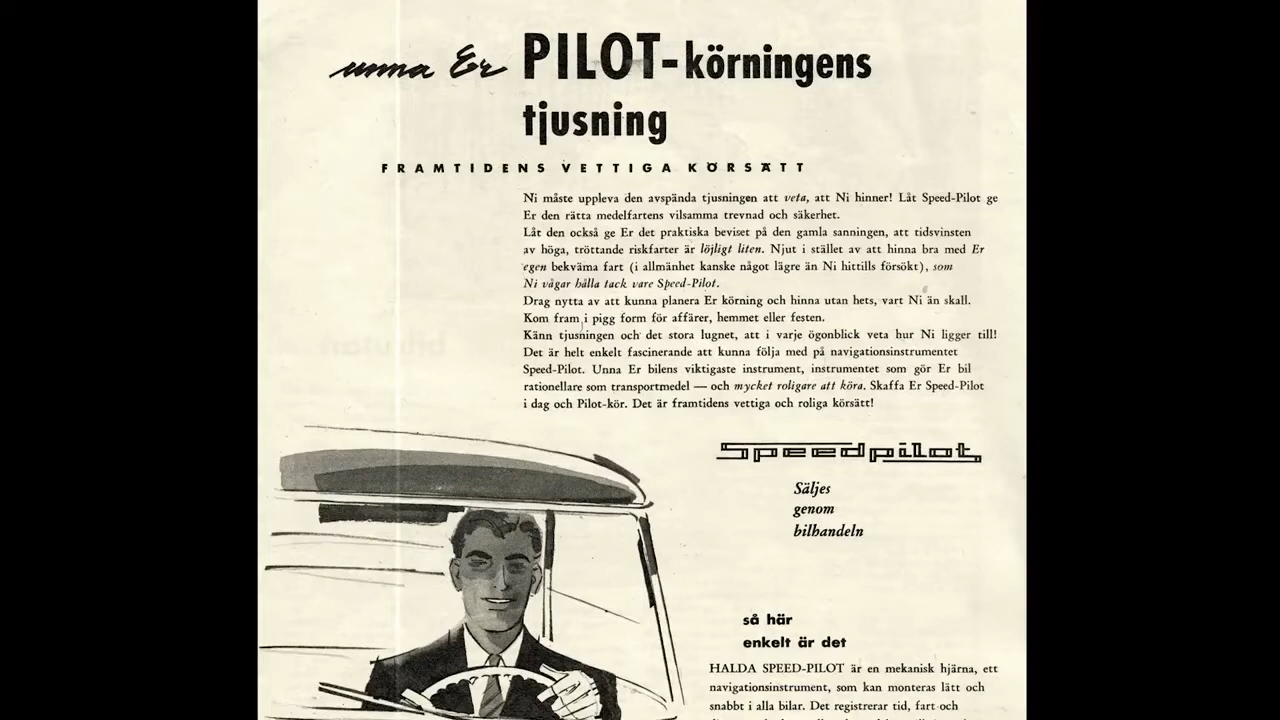 unna Er PILOT-körningens
tjusning
FRAMTIDENS VETTIGA KÖRSÄTT
Ni måste uppleva den avspända tjusningen att veta, att Ni hinner! Låt Speed-Pilot ge
Er den rätta medelfartens vilsamma trevnad och säkerhet.
Låt den också ge Er det praktiska beviset på den gamla sanningen, att tidsvinsten
av höga, tröttande riskfarter är löjligt liten. Njut i stället av att hinna bra med Er
egen bekväma fart (i allmänhet kanske något lägre än Ni hittills försökt), som
Ni vågar hålla tack vare Speed-Pilot.
Drag nytta av att kunna planera Er körning och hinna utan hets, vart Ni än skall.
Kom fram i pigg form för affärer, hemmet eller festen.
Känn tjusningen och det stora lugnet, att i varje ögonblick veta hur Ni ligger till!
Det är helt enkelt fascinerande att kunna följa med på navigationsinstrumentet
Speed-Pilot. Unna Er bilens viktigaste instrument, instrumentet som gör Er bil
rationellare som transportmedel — och mycket roligare att köra. Skaffa Er Speed-Pilot
i dag och Pilot-kör. Det är framtidens vettiga och roliga körsätt!
Speedpilot
Säljes
genom
bilhandeln
så här
enkelt är det
HALDA SPEED-PILOT är en mekanisk hjärna, ett
navigationsinstrument, som kan monteras lätt och
snabbt i alla bilar. Det registrerar tid, fart och